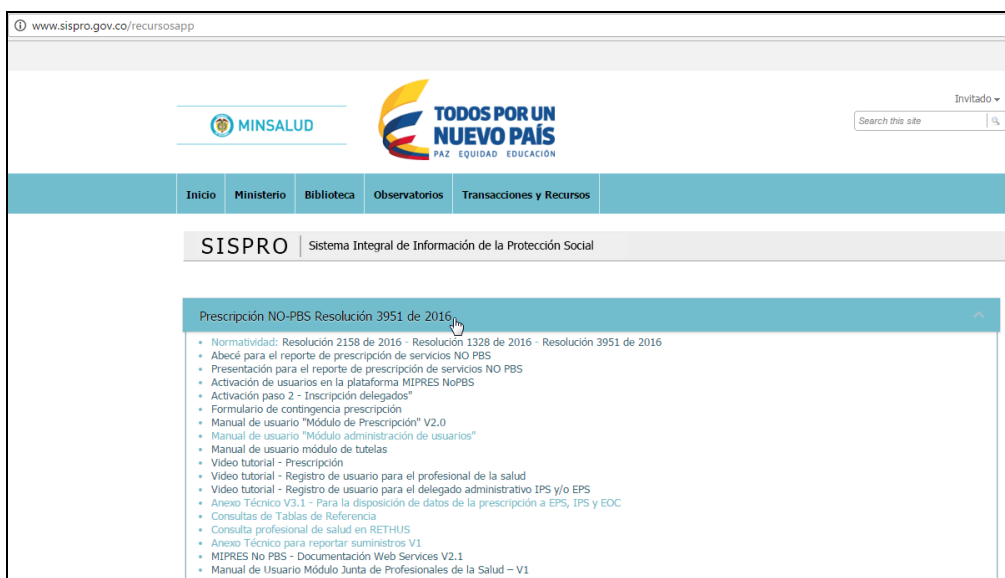 www.sispro.gov.co/recursosapp
Invitado
MINSALUD
TODOS POR UN
NUEVO PAÍS
PAZ EQUIDAD EDUCACIÓN
Search this site
Inicio Ministerio Biblioteca Observatorios Transacciones y Recursos
SISPRO Sistema Integral de Información de la Protección Social
Prescripción NO-PBS Resolución 3951 de 2016
Normatividad: Resolución 2158 de 2016 - Resolución 1328 de 2016 - Resolución 3951 de 2016
Abecé para el reporte de prescripción de servicios NO PBS
Presentación para el reporte de prescripción de servicios NO PBS
Activación de usuarios en la plataforma MIPRES NoPBS
Activación paso 2 - Inscripción delegados"
Formulario de contingencia prescripción
Manual de usuario "Módulo de Prescripción" V2.0
Manual de usuario "Módulo administración de usuarios"
Manual de usuario módulo de tutelas
Video tutorial - Prescripción
Video tutorial - Registro de usuario para el profesional de la salud
Video tutorial - Registro de usuario para el delegado administrativo IPS y/o EPS
Anexo Técnico V3.1 - Para la disposición de datos de la prescripción a EPS, IPS y EOC
Consultas de Tablas de Referencia
Consulta profesional de salud en RETHUS
Anexo Técnico para reportar suministros V1
MIPRES No PBS - Documentación Web Services V2.1
Manual de Usuario Módulo Junta de Profesionales de la Salud – V1